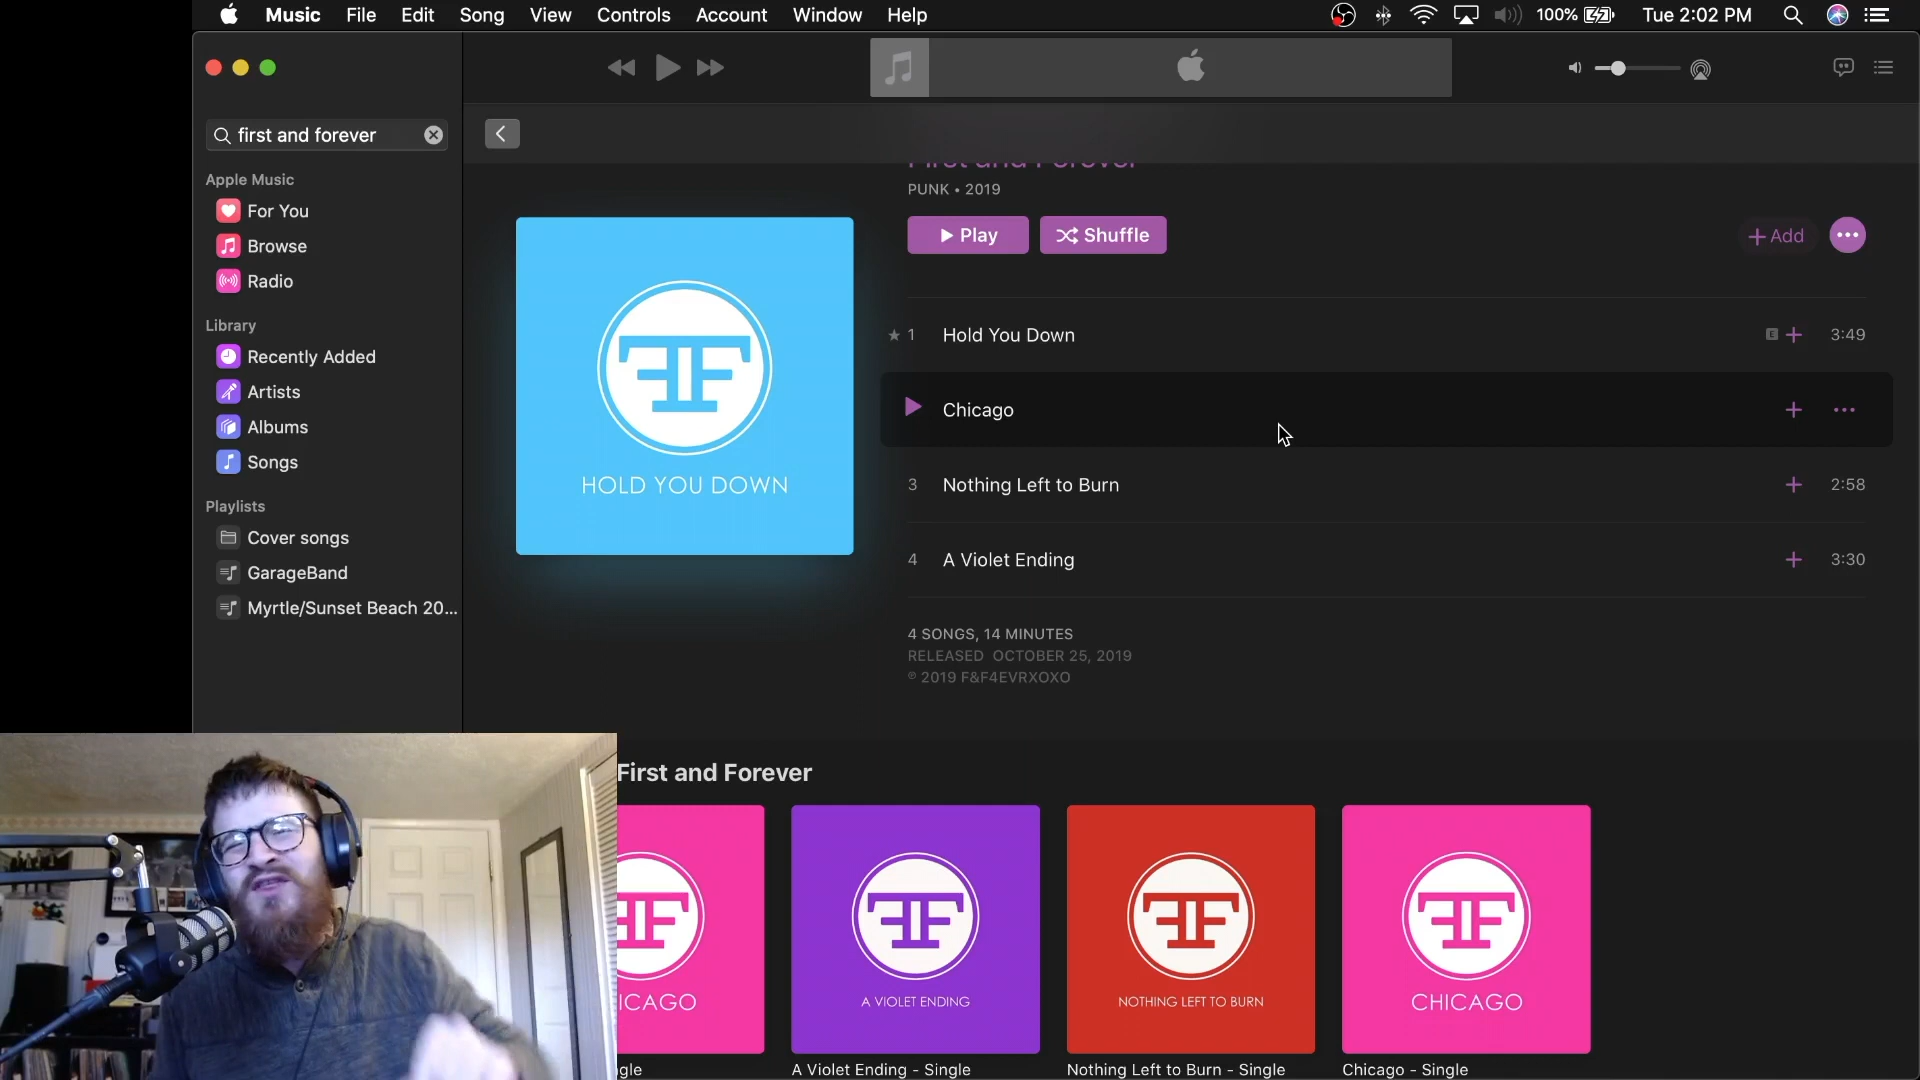 Music File Edit Song View Controls Account Window Help 100% Tue 2:02 PM
first and forever
Apple Music
For You
Browse
Radio
Library
Recently Added
Artists
Albums
Songs
Playlists
Cover songs
GarageBand
Myrtle/Sunset Beach 20...
First and Forever
PUNK • 2019
Play Shuffle + Add
HOLD YOU DOWN
★ 1 Hold You Down E + 3:49
Chicago +
3 Nothing Left to Burn + 2:58
4 A Violet Ending + 3:30
4 SONGS, 14 MINUTES
RELEASED OCTOBER 25, 2019
℗ 2019 F&F4EVRXOXO
First and Forever
ICAGO
A VIOLET ENDING
NOTHING LEFT TO BURN
CHICAGO
gle
A Violet Ending - Single
Nothing Left to Burn - Single
Chicago - Single